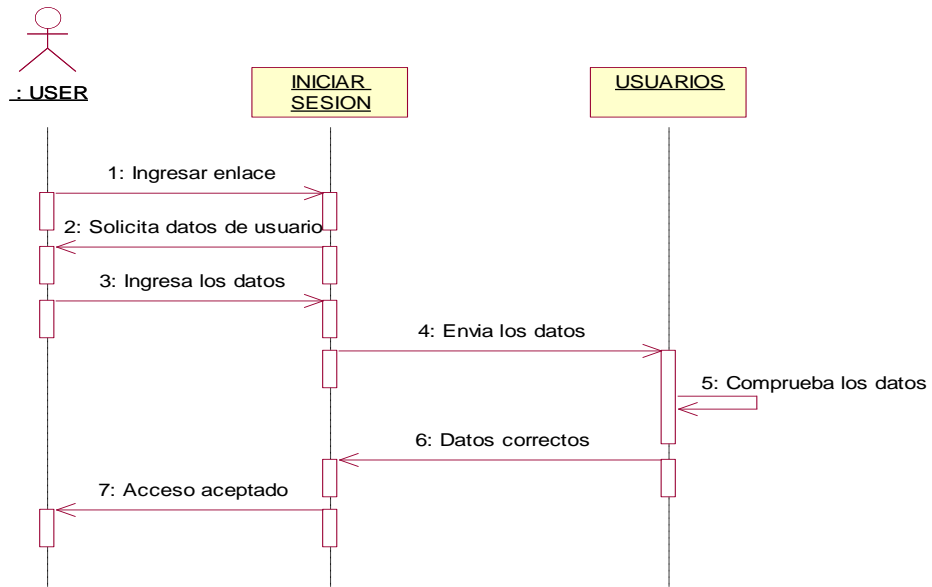 : USER
INICIAR
SESION
USUARIOS
1: Ingresar enlace
2: Solicita datos de usuario
3: Ingresa los datos
4: Envia los datos
5: Comprueba los datos
6: Datos correctos
7: Acceso aceptado